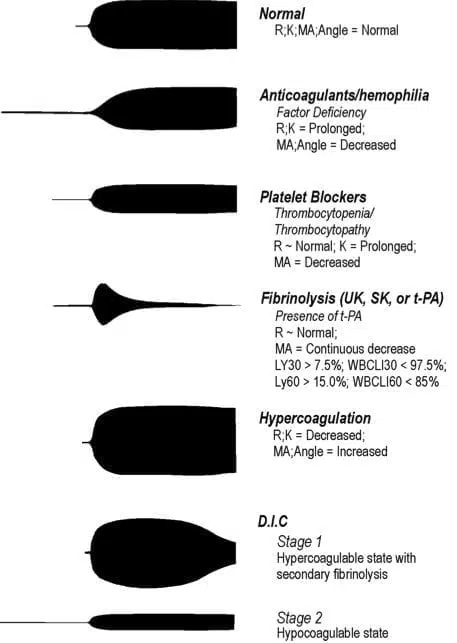 Normal
R;K;MA;Angle = Normal
Anticoagulants/hemophilia
Factor Deficiency
R;K = Prolonged;
MA;Angle = Decreased
Platelet Blockers
Thrombocytopenia/
Thrombocytopathy
R ~ Normal; K = Prolonged;
MA = Decreased
Fibrinolysis (UK, SK, or t-PA)
Presence of t-PA
R ~ Normal;
MA = Continuous decrease
LY30 > 7.5%; WBCLI30 < 97.5%;
Ly60 > 15.0%; WBCLI60 < 85%
Hypercoagulation
R;K = Decreased;
MA;Angle = Increased
D.I.C
Stage 1
Hypercoagulable state with
secondary fibrinolysis
Stage 2
Hypocoagulable state